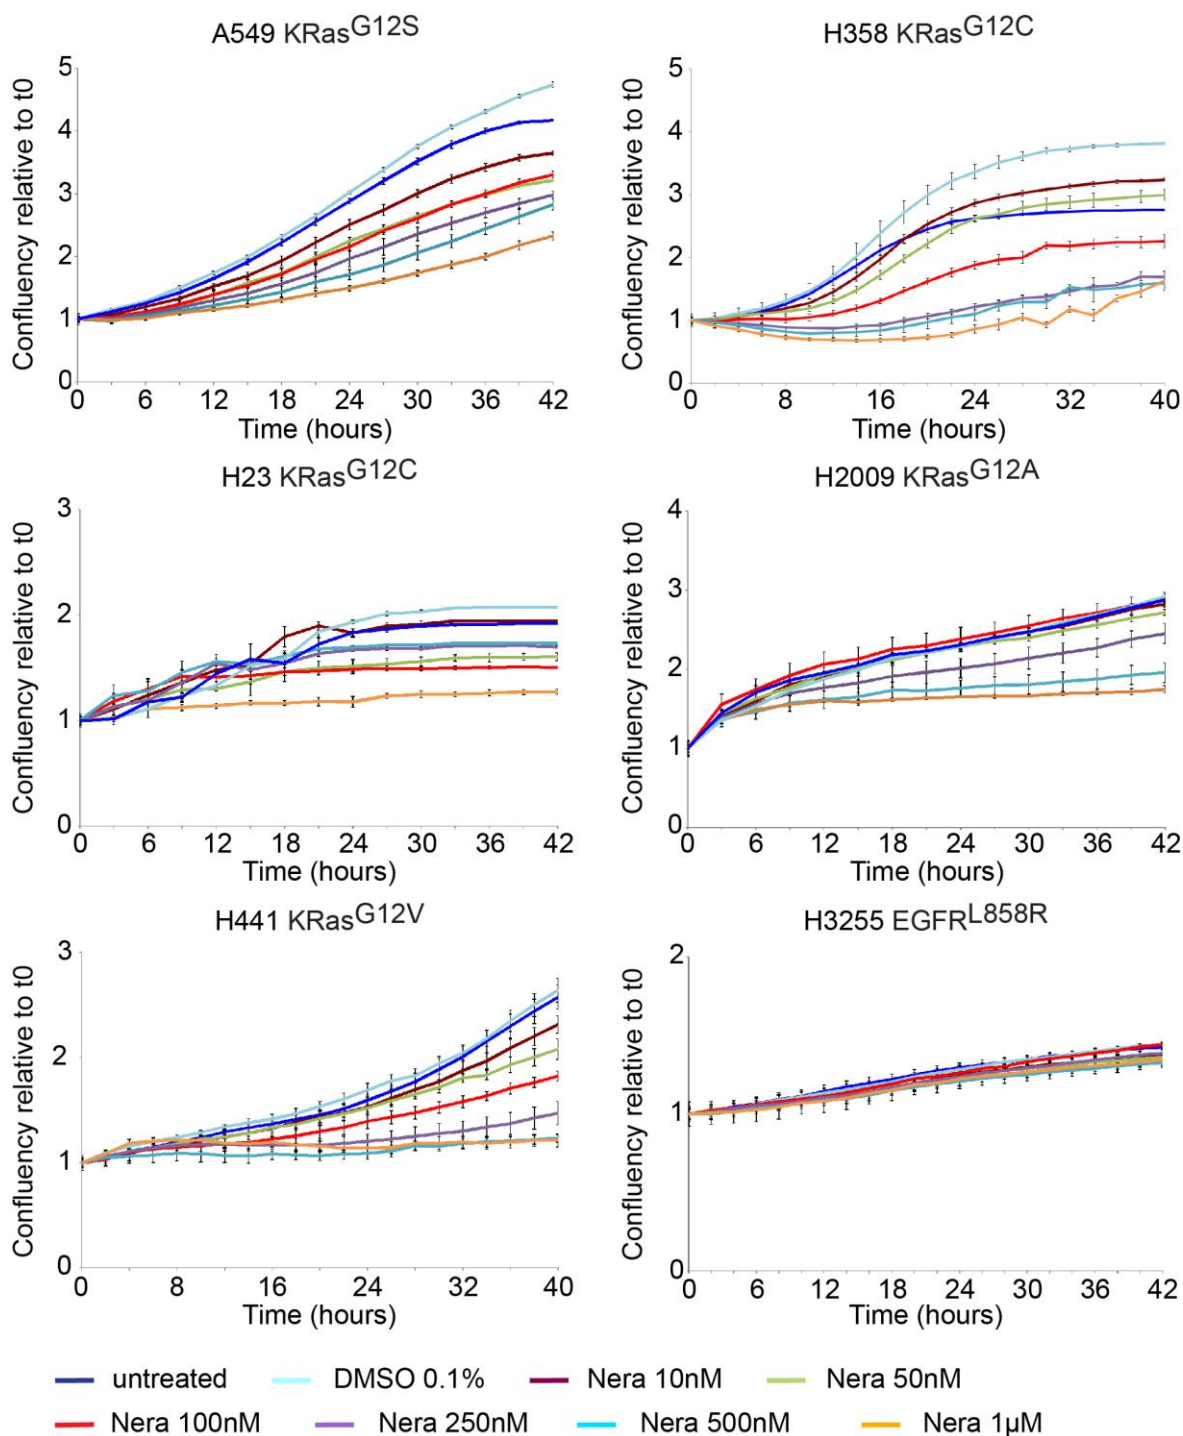 A549 KRasG12S
Confluency relative to t0
5
4
3
2
1
0
0 6 12 18 24 30 36 42
Time (hours)
H358 KRasG12C
Confluency relative to t0
5
4
3
2
1
0
0 8 16 24 32 40
Time (hours)
H23 KRasG12C
Confluency relative to t0
3
2
1
0
0 6 12 18 24 30 36 42
Time (hours)
H2009 KRasG12A
Confluency relative to t0
4
3
2
1
0
0 6 12 18 24 30 36 42
Time (hours)
H441 KRasG12V
Confluency relative to t0
3
2
1
0
0 8 16 24 32 40
Time (hours)
H3255 EGFRL858R
Confluency relative to t0
2
1
0
0 6 12 18 24 30 36 42
Time (hours)
untreated DMSO 0.1% Nera 10nM Nera 50nM
Nera 100nM Nera 250nM Nera 500nM Nera 1µM